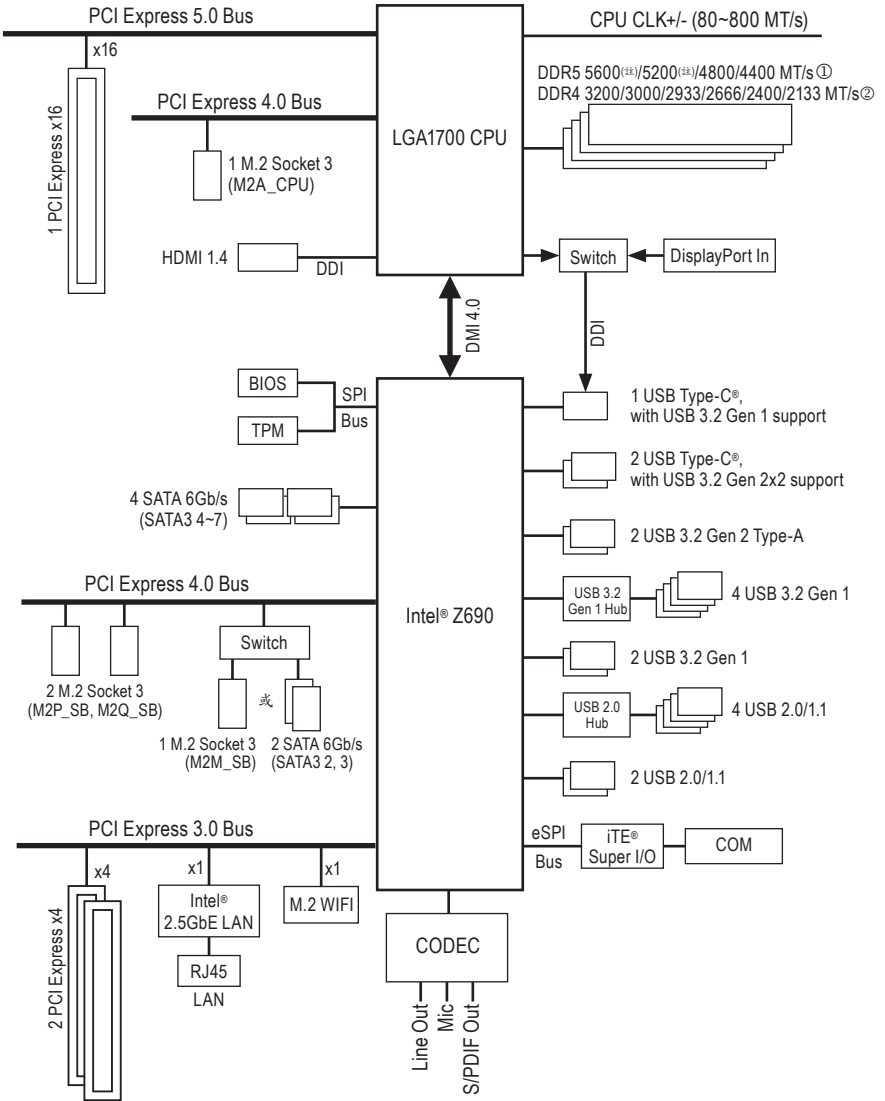 PCI Express 5.0 Bus
x16
1 PCI Express x16
PCI Express 4.0 Bus
1 M.2 Socket 3
(M2A_CPU)
HDMI 1.4
DDI
LGA1700 CPU
CPU CLK+/- (80~800 MT/s)
DDR5 5600(註)/5200(註)/4800/4400 MT/s①
DDR4 3200/3000/2933/2666/2400/2133 MT/s②
Switch
DisplayPort In
DDI
DMI 4.0
BIOS
TPM
SPI
Bus
4 SATA 6Gb/s
(SATA3 4~7)
PCI Express 4.0 Bus
2 M.2 Socket 3
(M2P_SB, M2Q_SB)
Switch
或
1 M.2 Socket 3
(M2M_SB)
2 SATA 6Gb/s
(SATA3 2, 3)
Intel® Z690
1 USB Type-C®,
with USB 3.2 Gen 1 support
2 USB Type-C®,
with USB 3.2 Gen 2x2 support
2 USB 3.2 Gen 2 Type-A
USB 3.2
Gen 1 Hub
4 USB 3.2 Gen 1
2 USB 3.2 Gen 1
USB 2.0
Hub
4 USB 2.0/1.1
2 USB 2.0/1.1
eSPI
Bus
iTE®
Super I/O
COM
PCI Express 3.0 Bus
x4
2 PCI Express x4
x1
Intel®
2.5GbE LAN
RJ45
LAN
x1
M.2 WIFI
CODEC
Line Out
Mic
S/PDIF Out